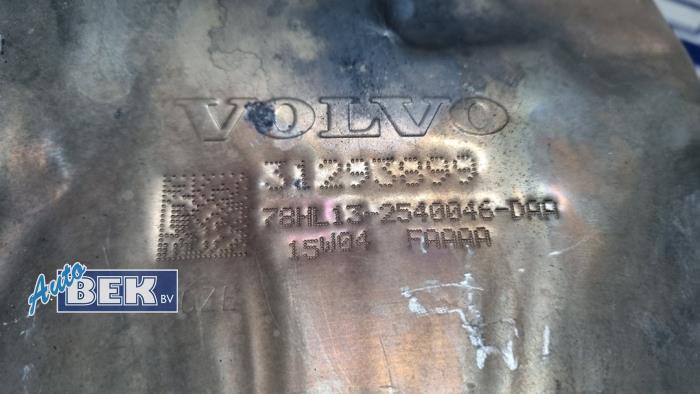 VOLVO
31293899
78HL13-2540046-DAA
15W04 FAAAA
Auto
BEK BV